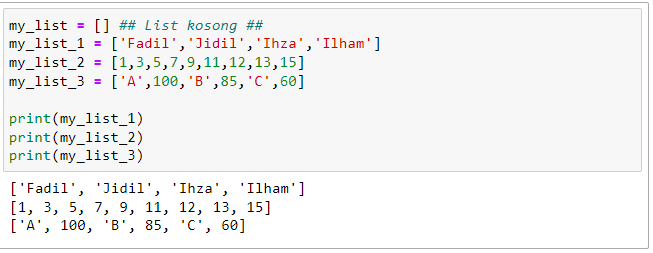 my_list = [] ## List kosong ##
my_list_1 = ['Fadil','Jidil','Ihza','Ilham']
my_list_2 = [1,3,5,7,9,11,12,13,15]
my_list_3 = ['A',100,'B',85,'C',60]
print(my_list_1)
print(my_list_2)
print(my_list_3)
['Fadil', 'Jidil', 'Ihza', 'Ilham']
[1, 3, 5, 7, 9, 11, 12, 13, 15]
['A', 100, 'B', 85, 'C', 60]